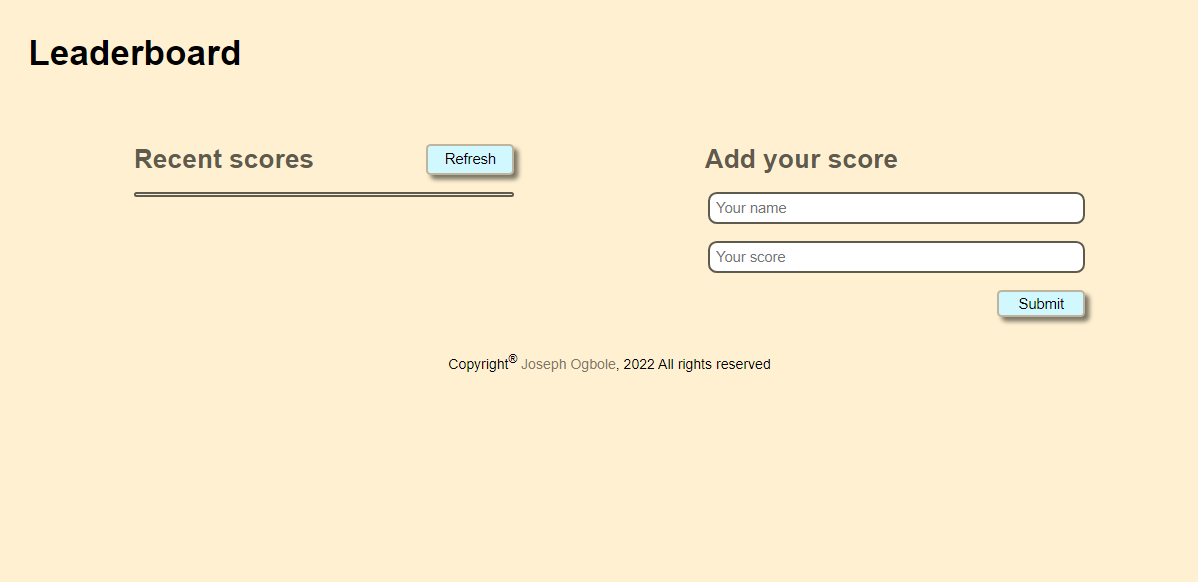 Leaderboard
Recent scores
Refresh
Add your score
Your name
Your score
Submit
Copyright® Joseph Ogbole, 2022 All rights reserved